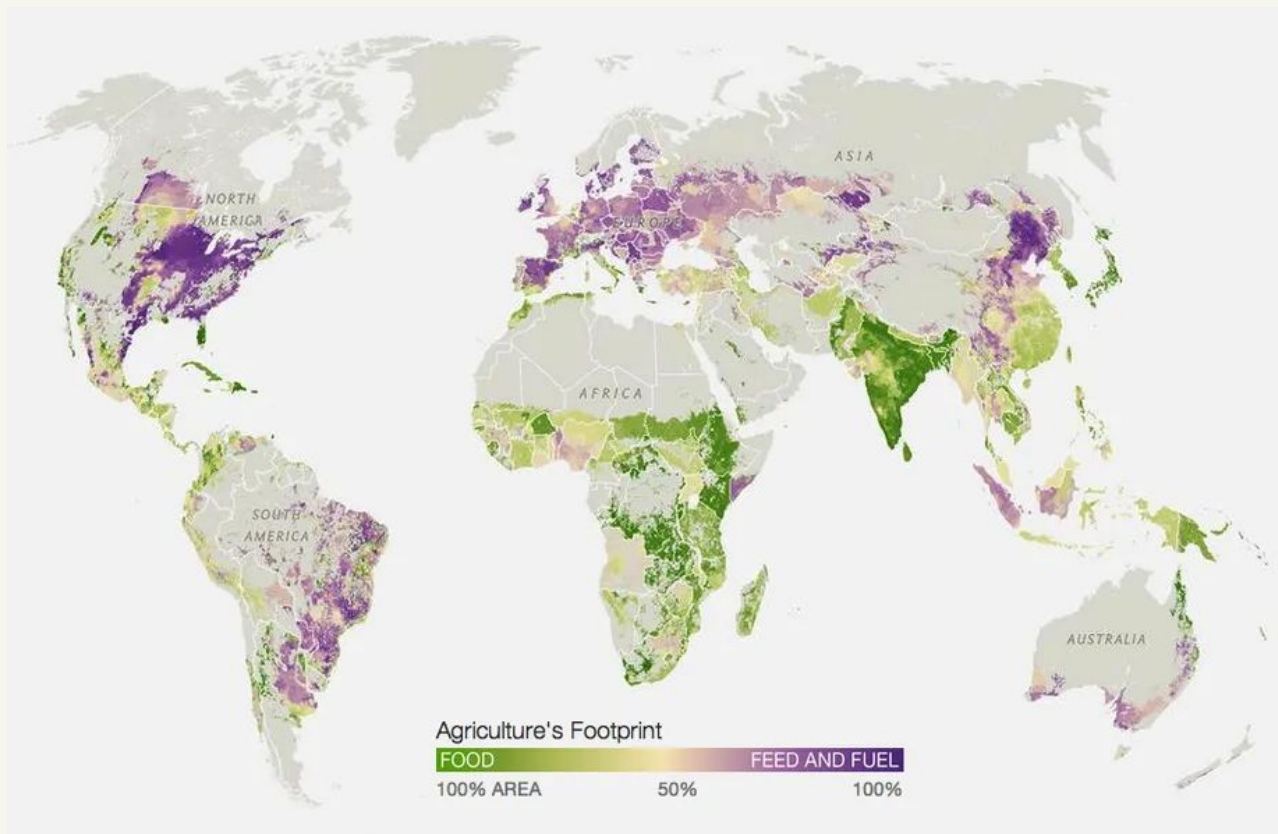 ASIA
NORTH
AMERICA
EUROPE
AFRICA
SOUTH
AMERICA
AUSTRALIA
Agriculture's Footprint
FOOD FEED AND FUEL
100% AREA 50% 100%